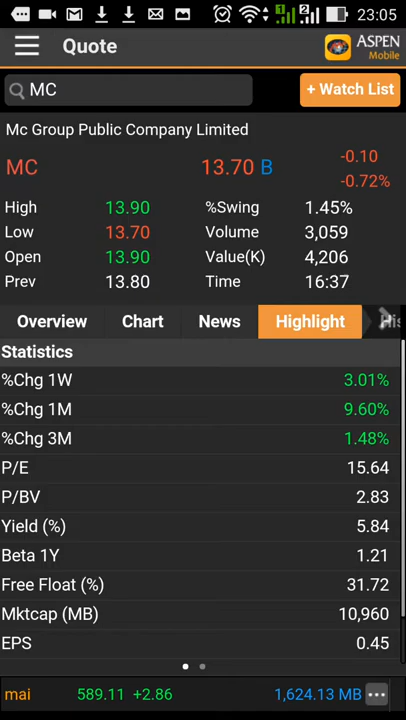 23:05
Quote
ASPEN
Mobile
MC
+ Watch List
Mc Group Public Company Limited
MC 13.70 B -0.10
-0.72%
High 13.90 %Swing 1.45%
Low 13.70 Volume 3,059
Open 13.90 Value(K) 4,206
Prev 13.80 Time 16:37
Overview Chart News Highlight His
Statistics
%Chg 1W 3.01%
%Chg 1M 9.60%
%Chg 3M 1.48%
P/E 15.64
P/BV 2.83
Yield (%) 5.84
Beta 1Y 1.21
Free Float (%) 31.72
Mktcap (MB) 10,960
EPS 0.45
mai 589.11 +2.86 1,624.13 MB